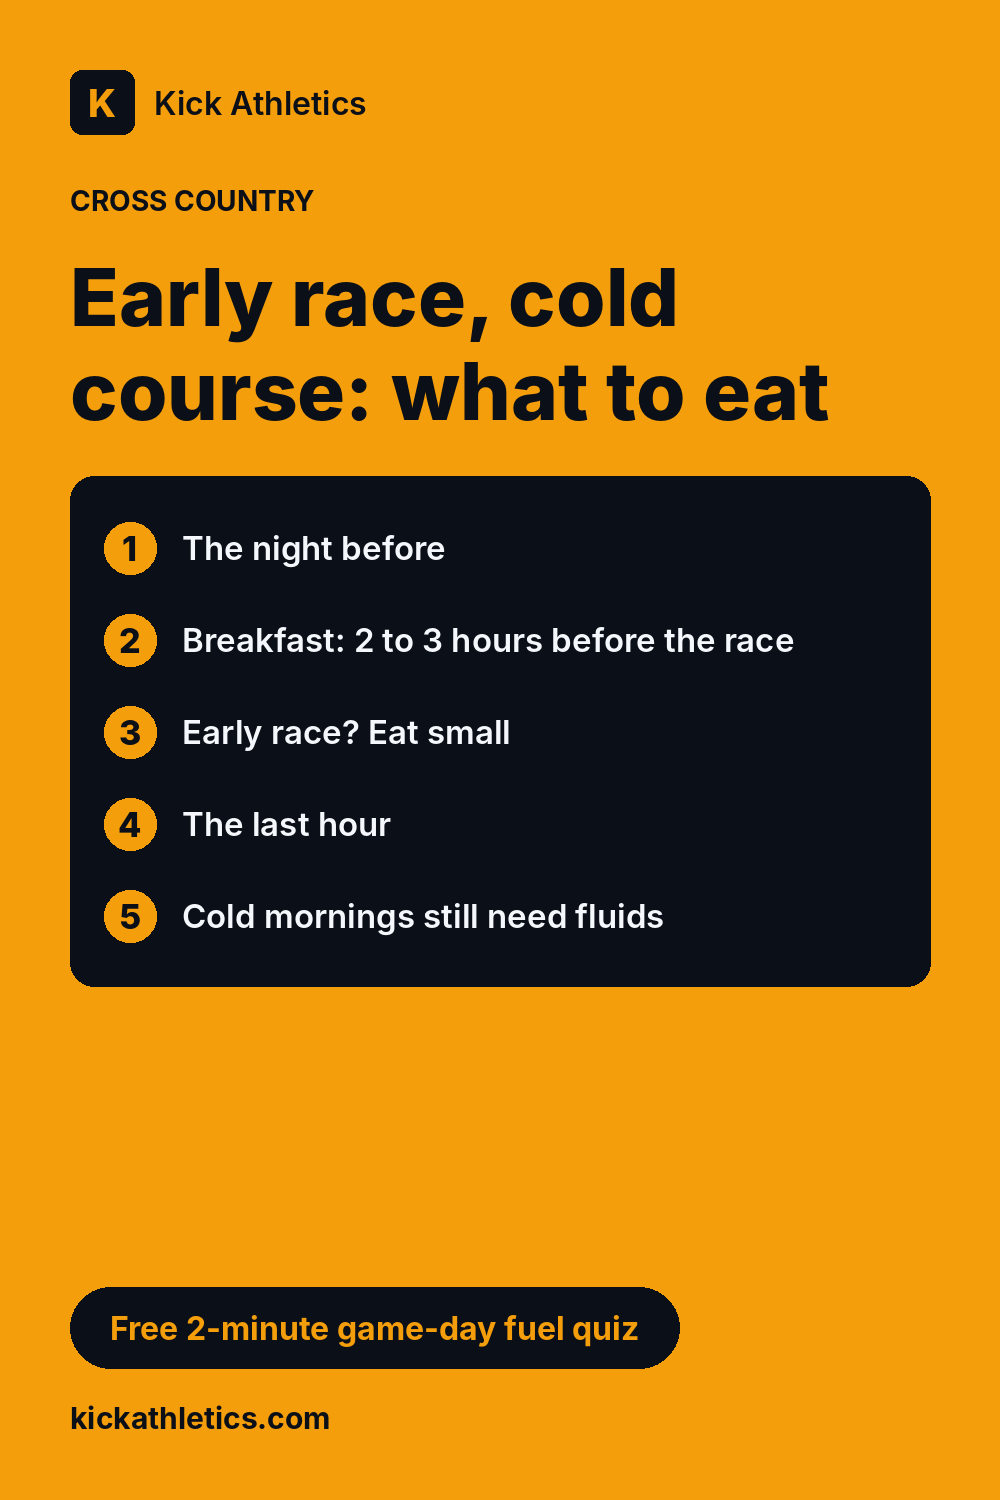 K
Kick Athletics
CROSS COUNTRY
Early race, cold
course: what to eat
1 The night before
2 Breakfast: 2 to 3 hours before the race
3 Early race? Eat small
4 The last hour
5 Cold mornings still need fluids
Free 2-minute game-day fuel quiz
kickathletics.com